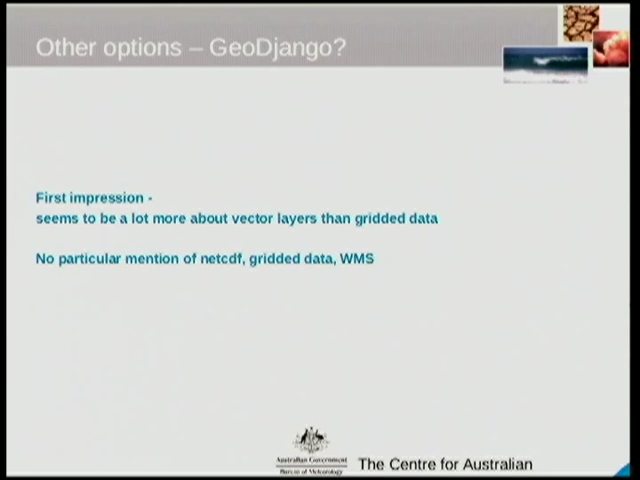 Other options – GeoDjango?
First impression -
seems to be a lot more about vector layers than gridded data
No particular mention of netcdf, gridded data, WMS
Australian Government
Bureau of Meteorology
The Centre for Australian